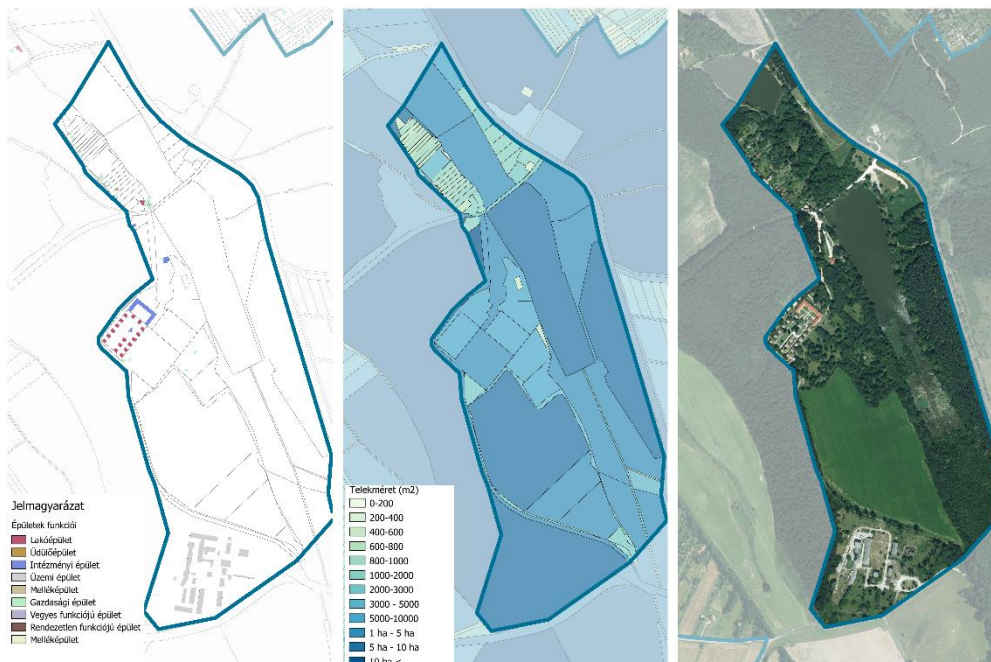 Jelmagyarázat
Épületek funkciói
Lakóépület
Üdülőépület
Intézményi épület
Üzemi épület
Melléképület
Gazdasági épület
Vegyes funkciójú épület
Rendezetlen funkciójú épület
Melléképület
Telekméret (m2)
0-200
200-400
400-600
600-800
800-1000
1000-2000
2000-3000
3000 - 5000
5000-10000
1 ha - 5 ha
5 ha - 10 ha
10 ha <